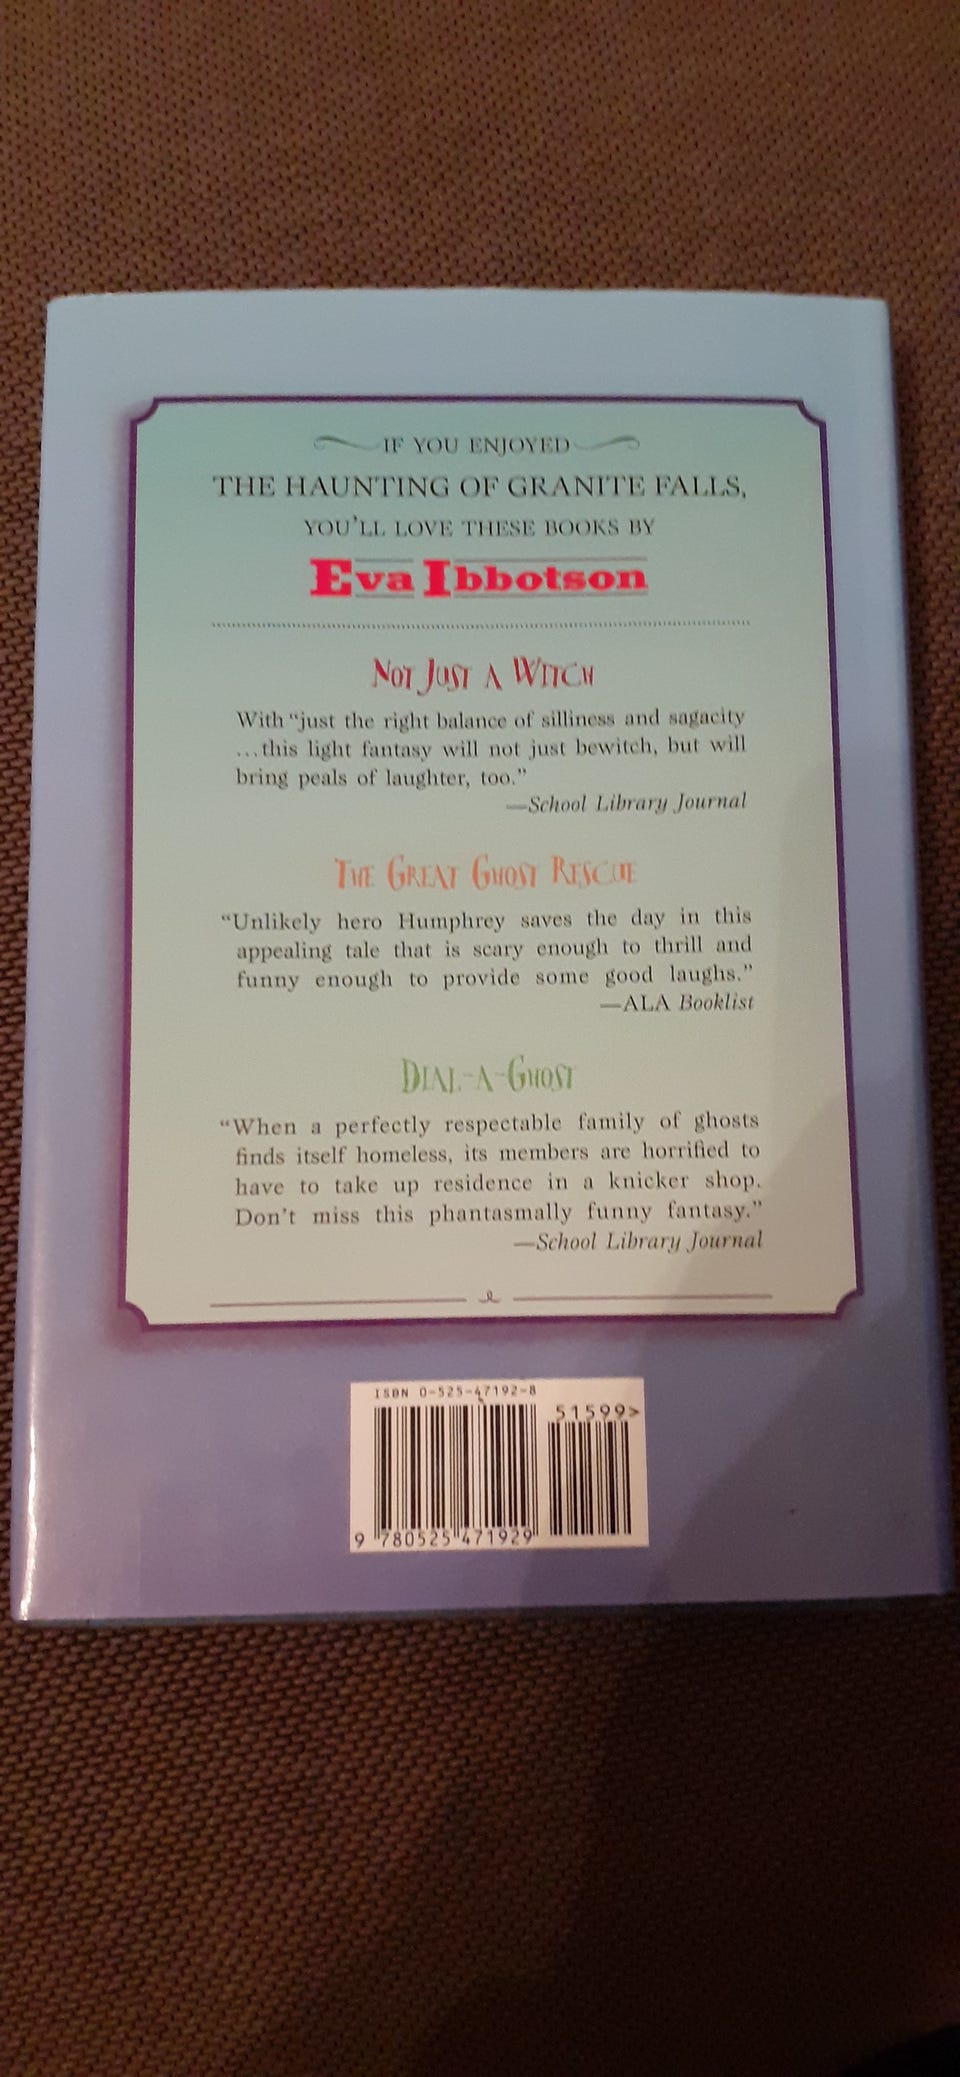 IF YOU ENJOYED
THE HAUNTING OF GRANITE FALLS,
YOU'LL LOVE THESE BOOKS BY
Eva Ibbotson
NOT JUST A WITCH
With “just the right balance of silliness and sagacity
...this light fantasy will not just bewitch, but will
bring peals of laughter, too.”
—School Library Journal
THE GREAT GHOST RESCUE
“Unlikely hero Humphrey saves the day in this
appealing tale that is scary enough to thrill and
funny enough to provide some good laughs.”
—ALA Booklist
DIAL-A-GHOST
“When a perfectly respectable family of ghosts
finds itself homeless, its members are horrified to
have to take up residence in a knicker shop.
Don't miss this phantasmally funny fantasy.”
—School Library Journal
ISBN 0-525-47192-8
51599>
9 780525 471929